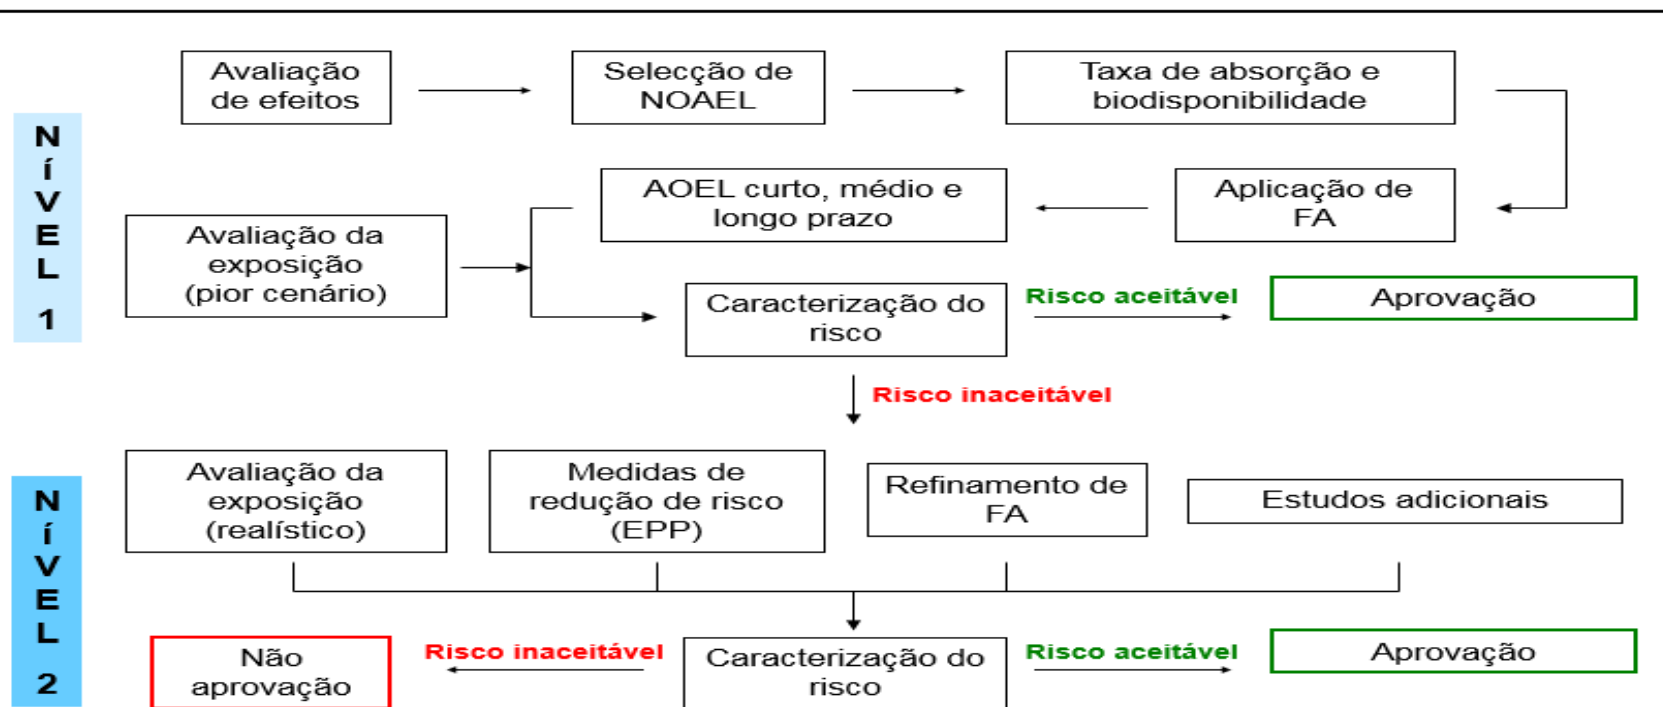 NíVEL 1
Avaliação
de efeitos
Selecção de
NOAEL
Taxa de absorção e
biodisponibilidade
Aplicação de
FA
AOEL curto, médio e
longo prazo
Avaliação da
exposição
(pior cenário)
Caracterização do
risco
Risco aceitável
Aprovação
Risco inaceitável
NíVEL 2
Avaliação da
exposição
(realístico)
Medidas de
redução de risco
(EPP)
Refinamento de
FA
Estudos adicionais
Não
aprovação
Risco inaceitável
Caracterização do
risco
Risco aceitável
Aprovação